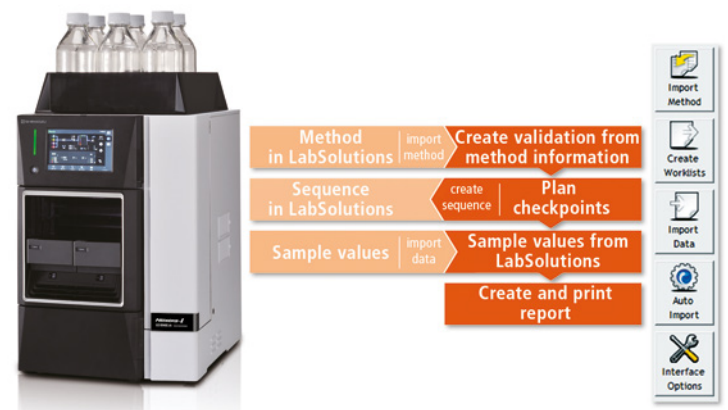 Method
in LabSolutions
import
method
Create validation from
method information
Sequence
in LabSolutions
create
sequence
Plan
checkpoints
Sample values
import
data
Sample values from
LabSolutions
Create and print
report
Import
Method
Create
Worklists
Import
Data
Auto
Import
Interface
Options